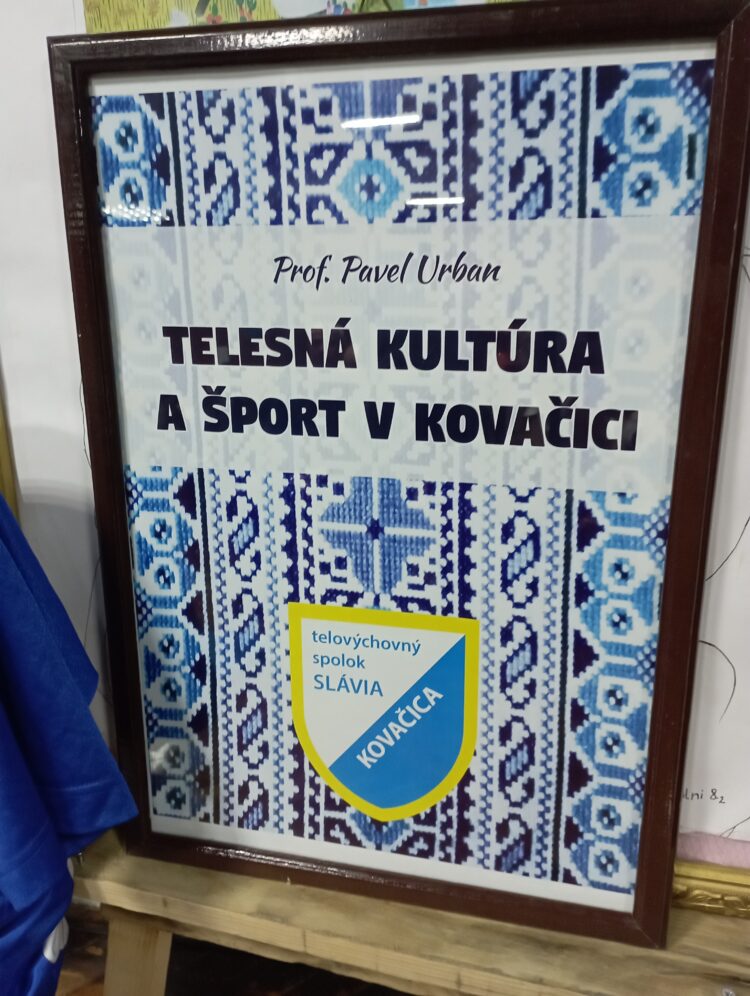 Prof. Pavel Urban
TELESNÁ KULTÚRA
A ŠPORT V KOVAČICI
telovýchovný
spolok
SLÁVIA
KOVAČICA